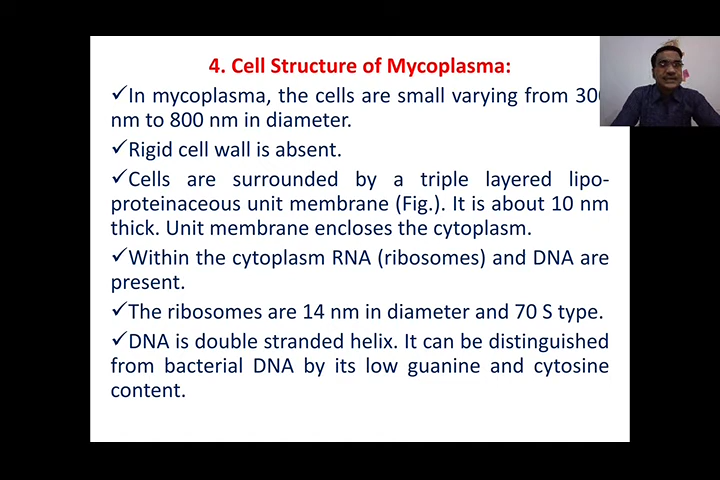 4. Cell Structure of Mycoplasma:
✓In mycoplasma, the cells are small varying from
nm to 800 nm in diameter.
✓Rigid cell wall is absent.
✓Cells are surrounded by a triple layered lipo-
proteinaceous unit membrane (Fig.). It is about 10 nm
thick. Unit membrane encloses the cytoplasm.
✓Within the cytoplasm RNA (ribosomes) and DNA are
present.
✓The ribosomes are 14 nm in diameter and 70 S type.
✓DNA is double stranded helix. It can be distinguished
from bacterial DNA by its low guanine and cytosine
content.